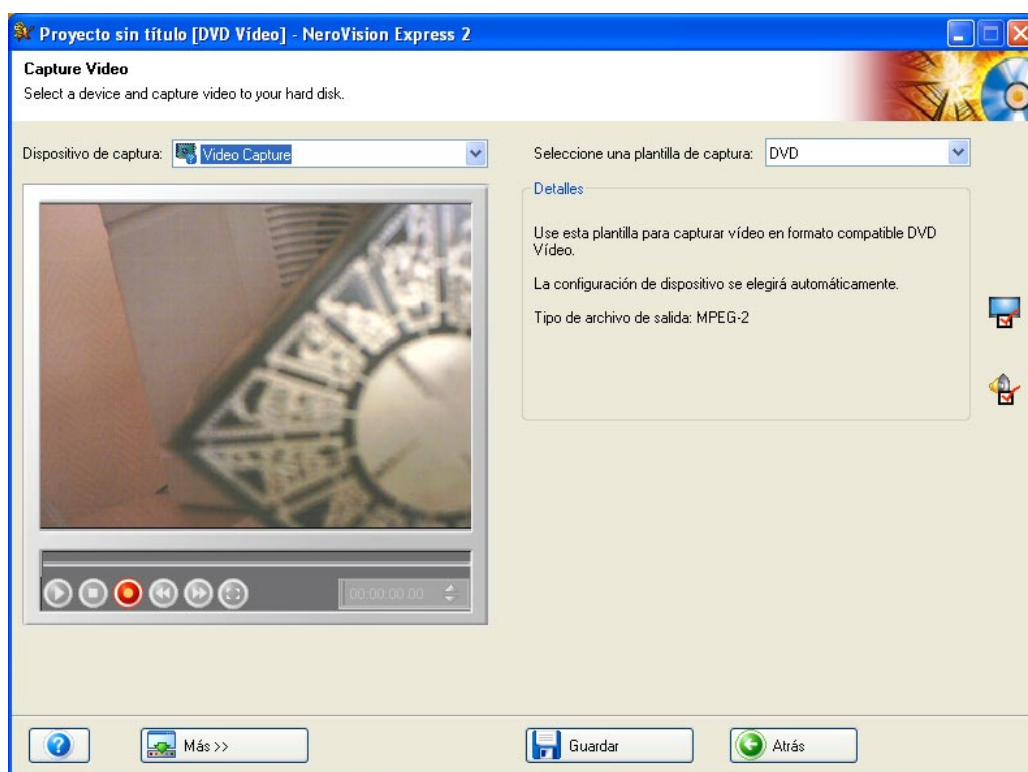 Proyecto sin título [DVD Vídeo] - NeroVision Express 2
Capture Video
Select a device and capture video to your hard disk.
Dispositivo de captura: Video Capture
Seleccione una plantilla de captura: DVD
Detalles
Use esta plantilla para capturar vídeo en formato compatible DVD
Vídeo.
La configuración de dispositivo se elegirá automáticamente.
Tipo de archivo de salida: MPEG-2
00:00:00.00
Más >>
Guardar
Atrás